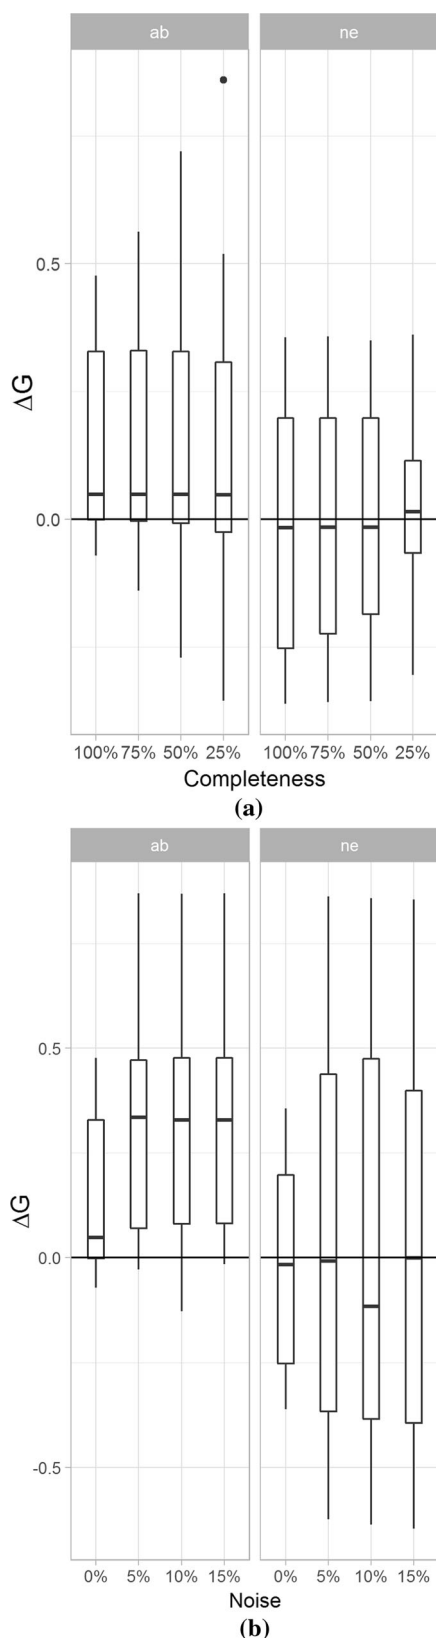 ab ne
0.5
ΔG
0.0
100% 75% 50% 25% 100% 75% 50% 25%
Completeness
(a)
ab ne
0.5
ΔG
0.0
-0.5
0% 5% 10% 15% 0% 5% 10% 15%
Noise
(b)